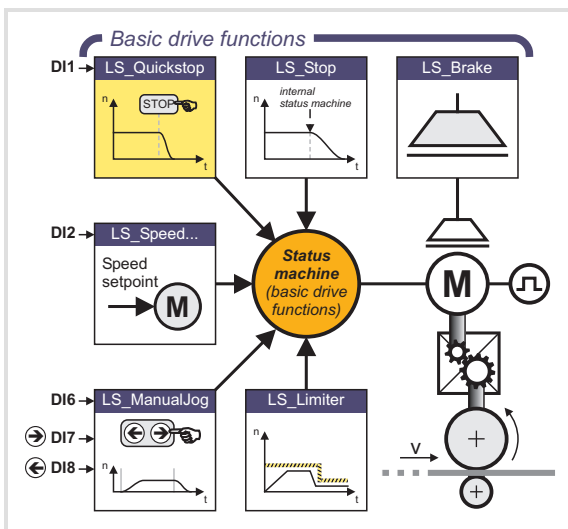 Basic drive functions
DI1
LS_Quickstop
LS_Stop
LS_Brake
n
STOP
t
n
internal
status machine
t
DI2
LS_Speed...
Speed
setpoint
M
Status
machine
(basic drive
functions)
M
DI6
LS_ManualJog
LS_Limiter
DI7
DI8
n
t
n
t
v